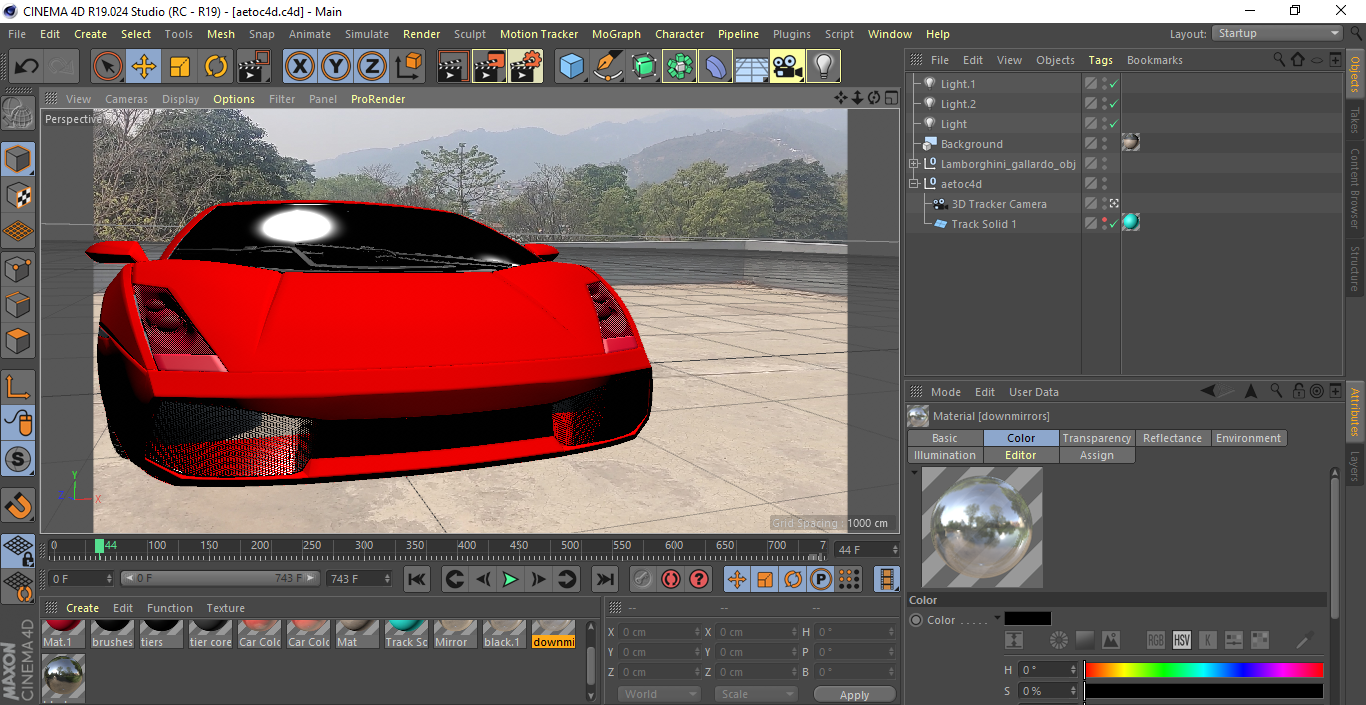 CINEMA 4D R19.024 Studio (RC - R19) - [aetoc4d.c4d] - Main
File Edit Create Select Tools Mesh Snap Animate Simulate Render Sculpt Motion Tracker MoGraph Character Pipeline Plugins Script Window Help Layout: Startup
X Y Z
File Edit View Objects Tags Bookmarks
Objects
Takes
Content Browser
Structure
View Cameras Display Options Filter Panel ProRender
Perspective
Light.1
Light.2
Light
Background
Lamborghini_gallardo_obj
aetoc4d
3D Tracker Camera
Track Solid 1
Mode Edit User Data
Attributes
Layers
Material [downmirrors]
Basic Color Transparency Reflectance Environment
Illumination Editor Assign
Y
Z X
Grid Spacing : 1000 cm
0 44 100 150 200 250 300 350 400 450 500 550 600 650 700 7 44 F
0 F 0 F 743 F 743 F
P
S
Create Edit Function Texture
Mat.1 brushes tiers tier core Car Colo Car Colo Mat Track Sc Mirror black.1 downmi
-- -- --
X 0 cm X 0 cm H 0 °
Y 0 cm Y 0 cm P 0 °
Z 0 cm Z 0 cm B 0 °
World Scale Apply
Color
Color . . . . .
RGB HSV K
H 0 °
S 0 %
MAXON
CINEMA 4D